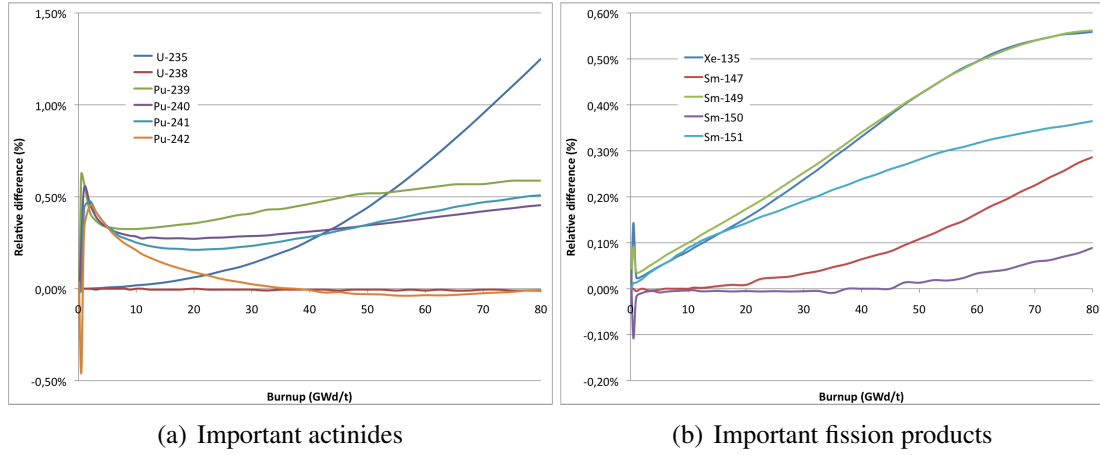 1,50%
1,00%
0,50%
0,00%
-0,50%
Relative difference (%)
U-235
U-238
Pu-239
Pu-240
Pu-241
Pu-242
0 10 20 30 40 50 60 70 80
Burnup (GWd/t)
(a) Important actinides
0,60%
0,50%
0,40%
0,30%
0,20%
0,10%
0,00%
-0,10%
-0,20%
Relative difference (%)
Xe-135
Sm-147
Sm-149
Sm-150
Sm-151
0 10 20 30 40 50 60 70 80
Burnup (GWd/t)
(b) Important fission products